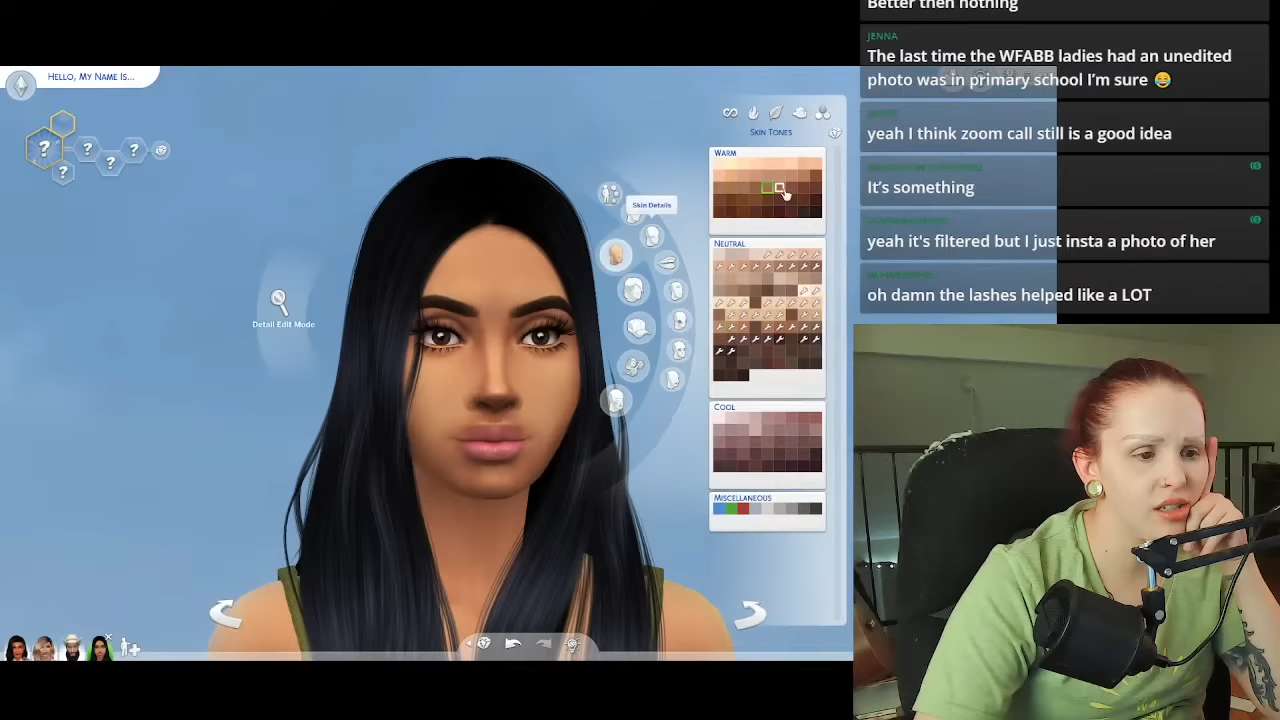 HELLO, MY NAME IS...
Detail Edit Mode
Skin Details
SKIN TONES
WARM
NEUTRAL
COOL
MISCELLANEOUS
Better then nothing
JENNA
The last time the WFABB ladies had an unedited
photo was in primary school I'm sure 😂
yeah I think zoom call still is a good idea
It's something
yeah it's filtered but I just insta a photo of her
oh damn the lashes helped like a LOT